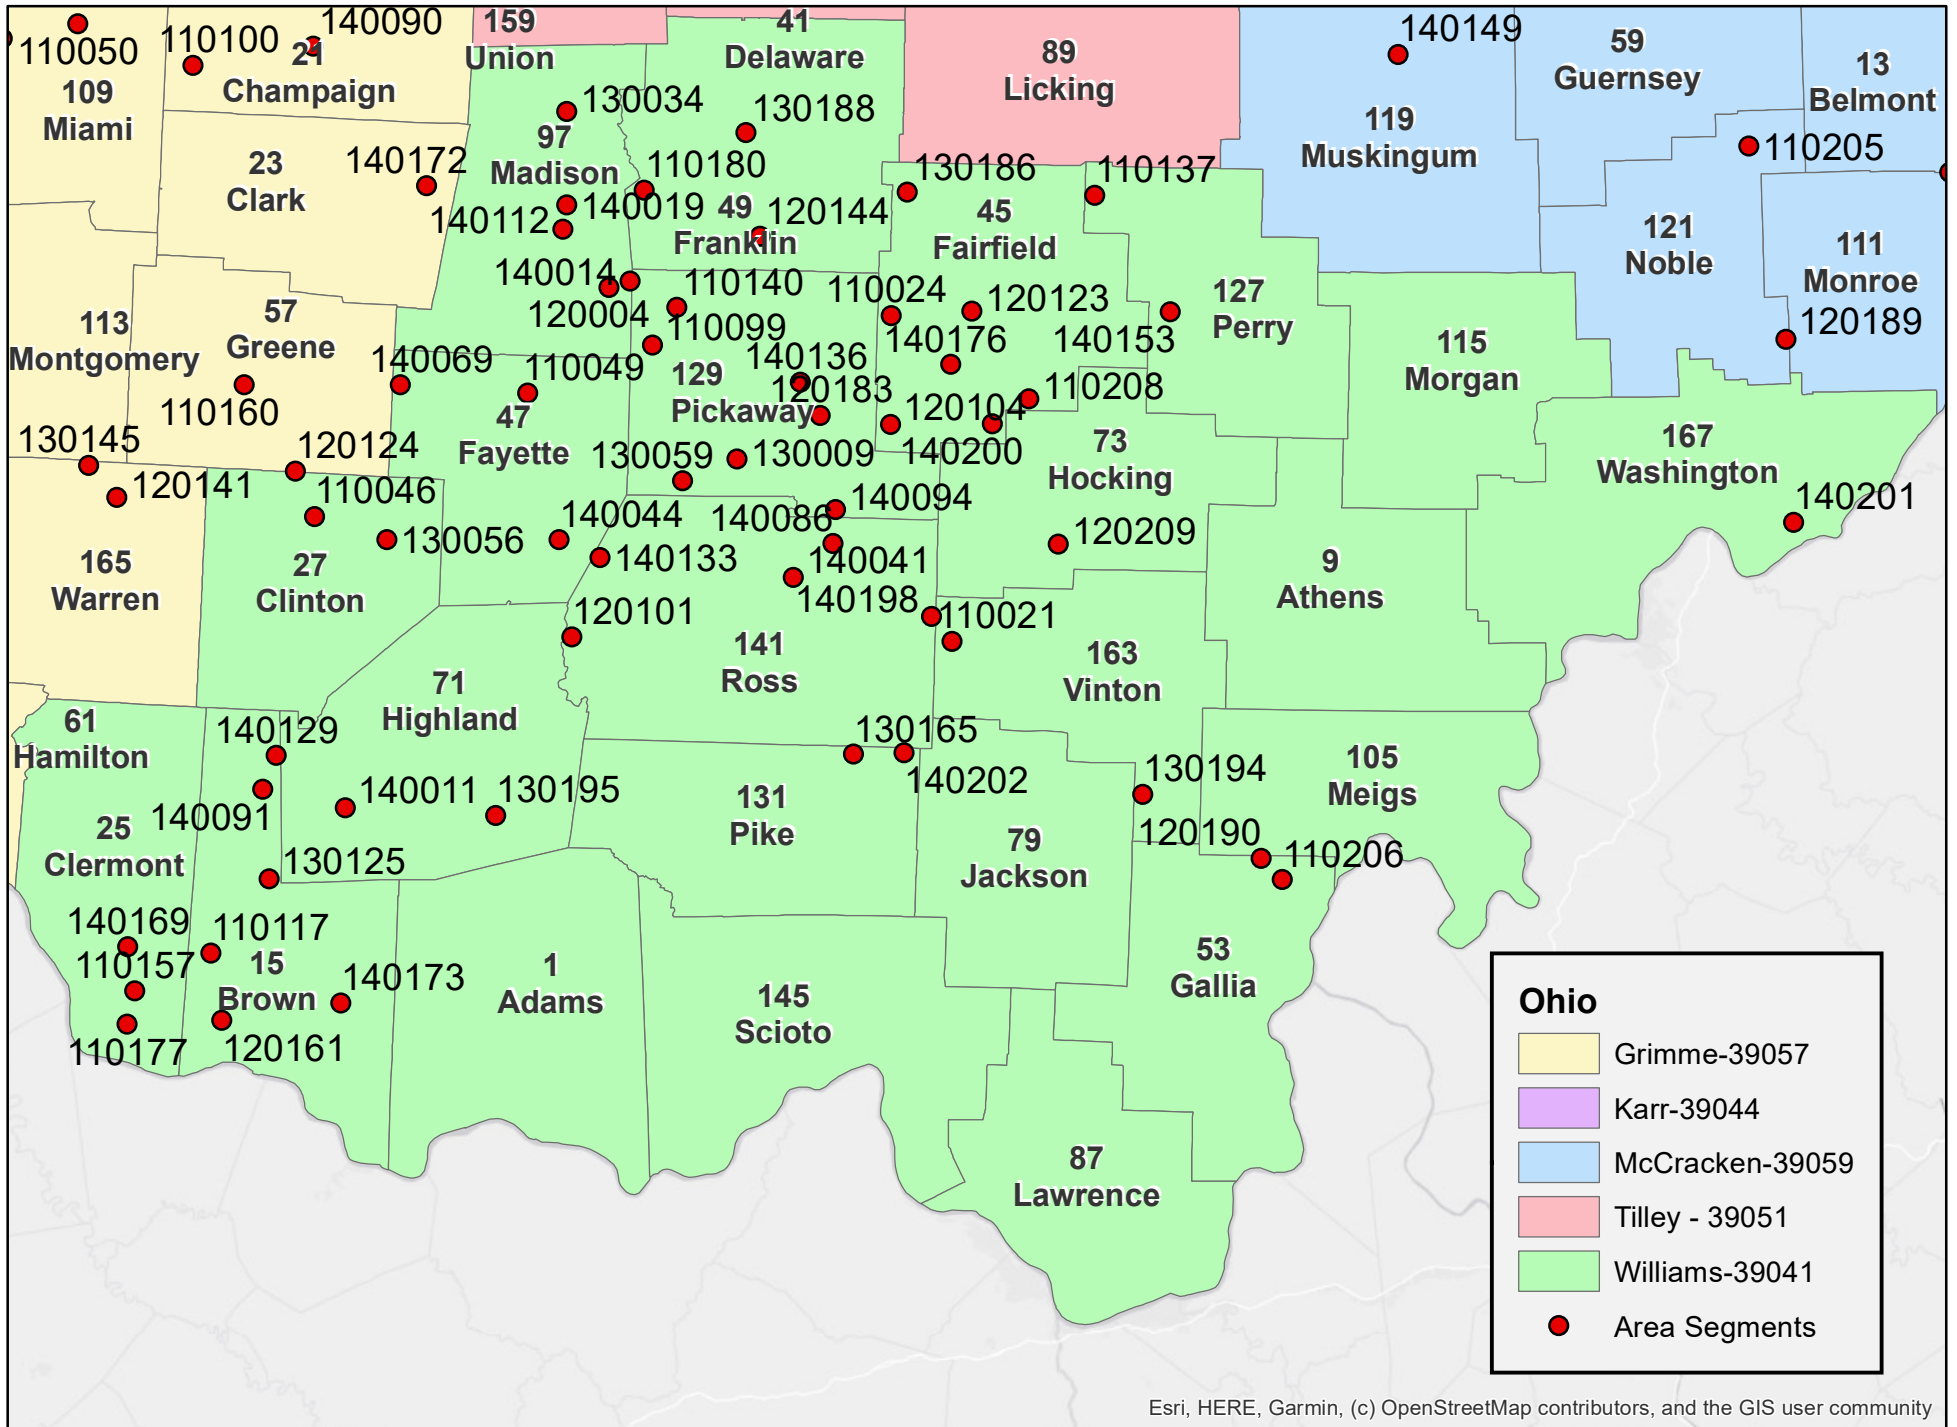 140090
159
Union
41
Delaware
140149
59
Guernsey
110050
110100
21
Champaign
89
Licking
13
Belmont
109
Miami
130034
130188
119
Muskingum
97
Madison
23
Clark
140172
110180
130186
110137
110205
140112
140019
49
Franklin
120144
45
Fairfield
121
Noble
111
Monroe
140014
120004
110140
110024
120123
127
Perry
120189
113
Montgomery
57
Greene
110099
140176
140153
115
Morgan
140069
110049
140136
129
Pickaway
120183
110208
110160
47
Fayette
120104
130145
120124
130059
130009
140200
73
Hocking
167
Washington
120141
110046
140094
140201
140044
140086
130056
140133
140041
120209
165
Warren
27
Clinton
140198
9
Athens
120101
110021
141
Ross
163
Vinton
71
Highland
61
Hamilton
140129
130165
130194
105
Meigs
140202
140011
130195
131
Pike
140091
25
Clermont
79
Jackson
120190
110206
130125
140169
110117
110157
15
Brown
140173
1
Adams
145
Scioto
53
Gallia
110177
120161
87
Lawrence
Ohio
Grimme-39057
Karr-39044
McCracken-39059
Tilley - 39051
Williams-39041
Area Segments
Esri, HERE, Garmin, (c) OpenStreetMap contributors, and the GIS user community